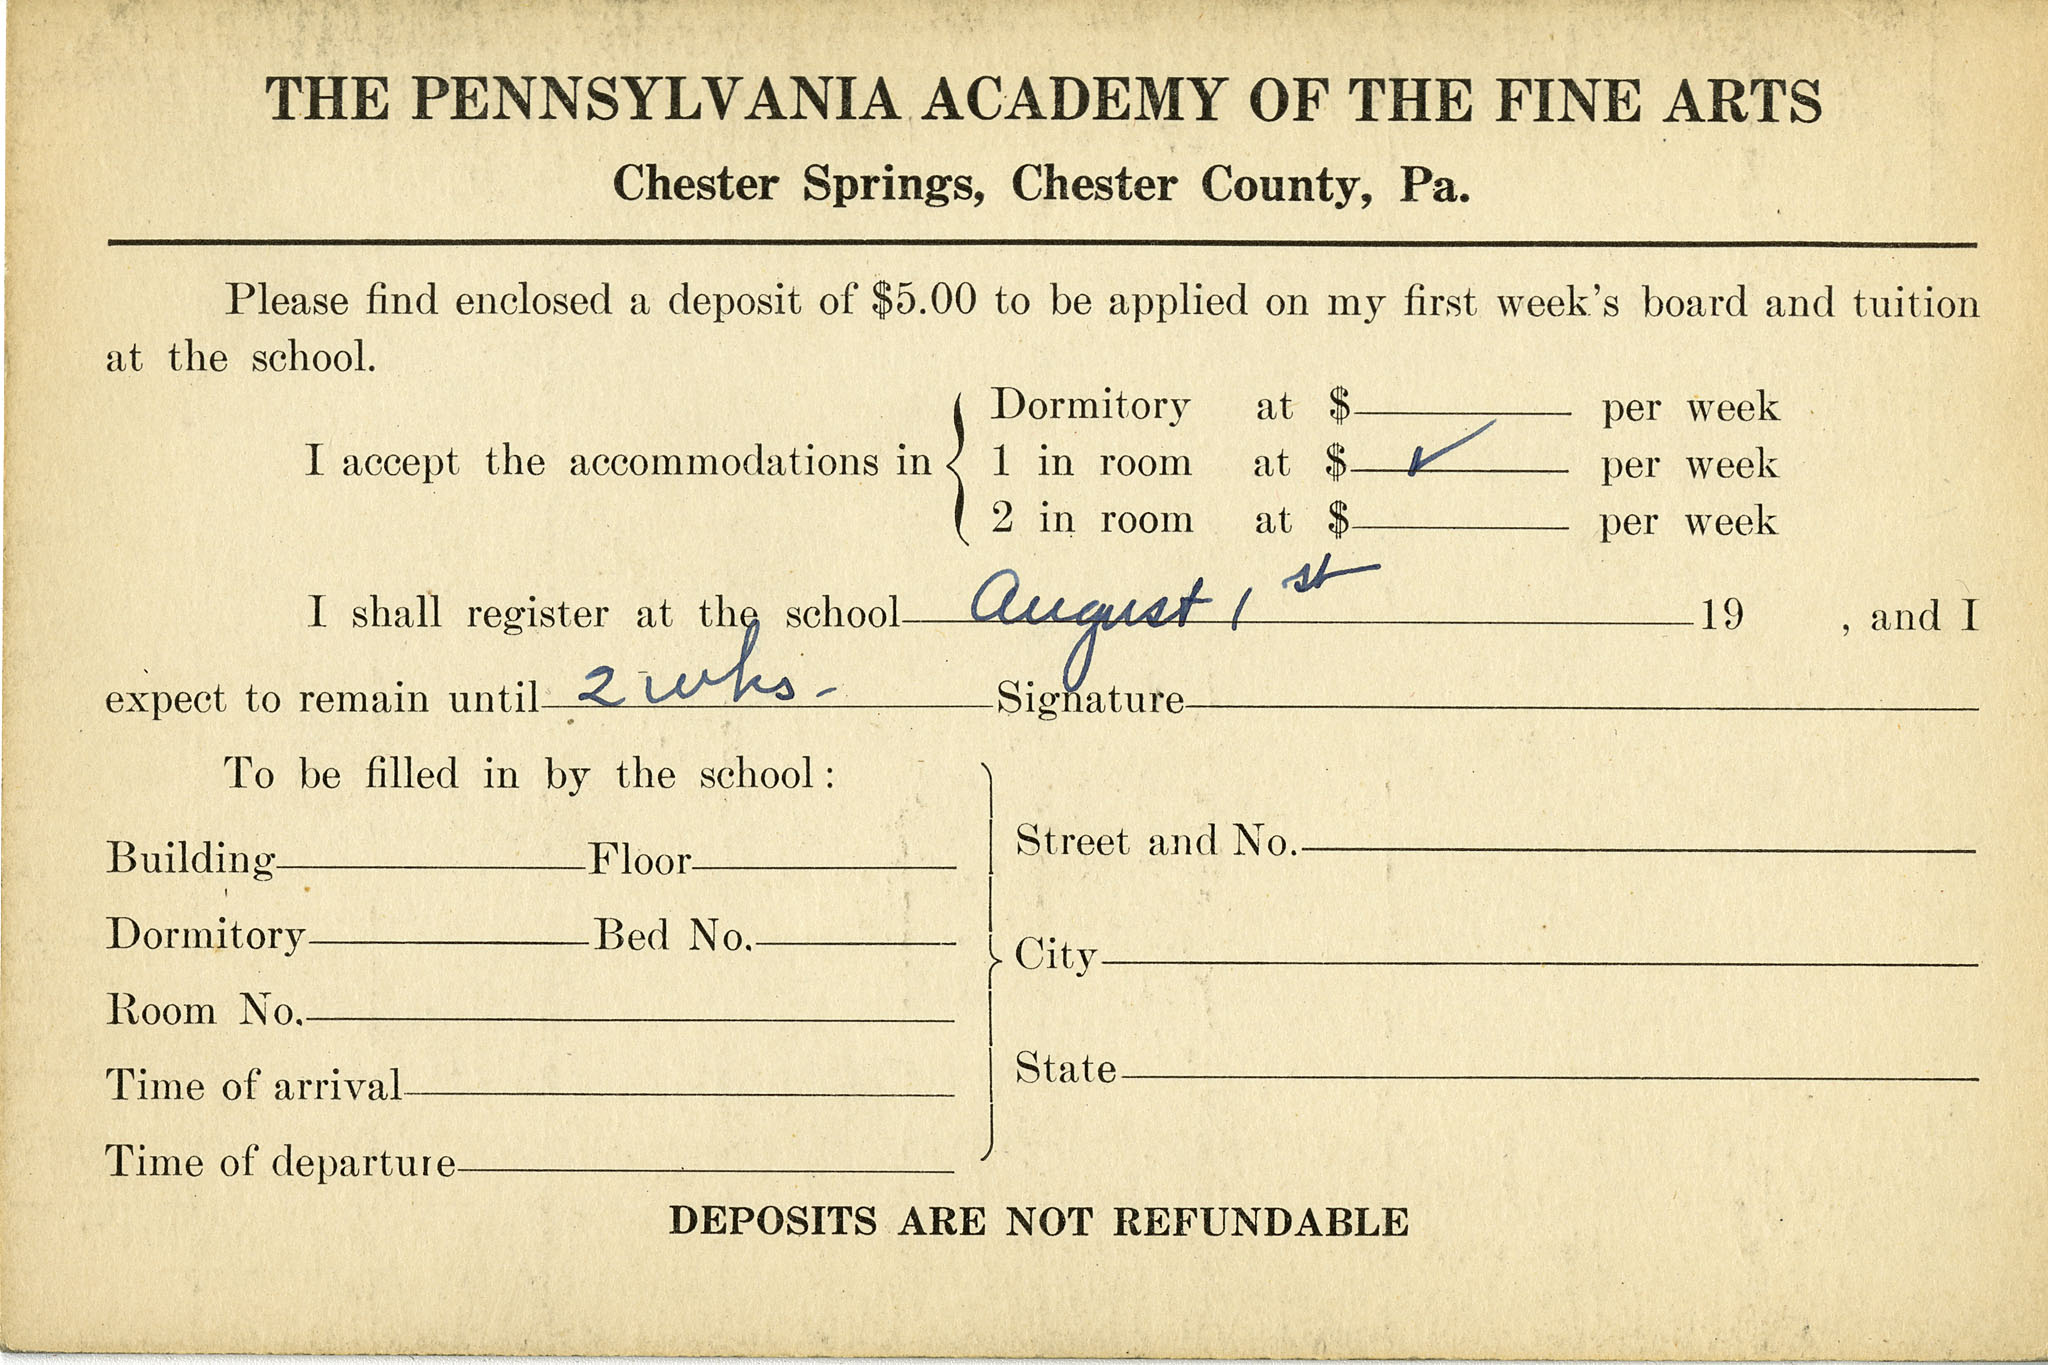 THE PENNSYLVANIA ACADEMY OF THE FINE ARTS
Chester Springs, Chester County, Pa.
Please find enclosed a deposit of $5.00 to be applied on my first week's board and tuition
at the school.
Dormitory at $ per week
I accept the accommodations in 1 in room at $ ✓ per week
2 in room at $ per week
I shall register at the school August 1st 19 , and I
expect to remain until 2 wks - Signature
To be filled in by the school:
Building Floor
Dormitory Bed No.
Room No.
Time of arrival
Time of departure
Street and No.
City
State
DEPOSITS ARE NOT REFUNDABLE